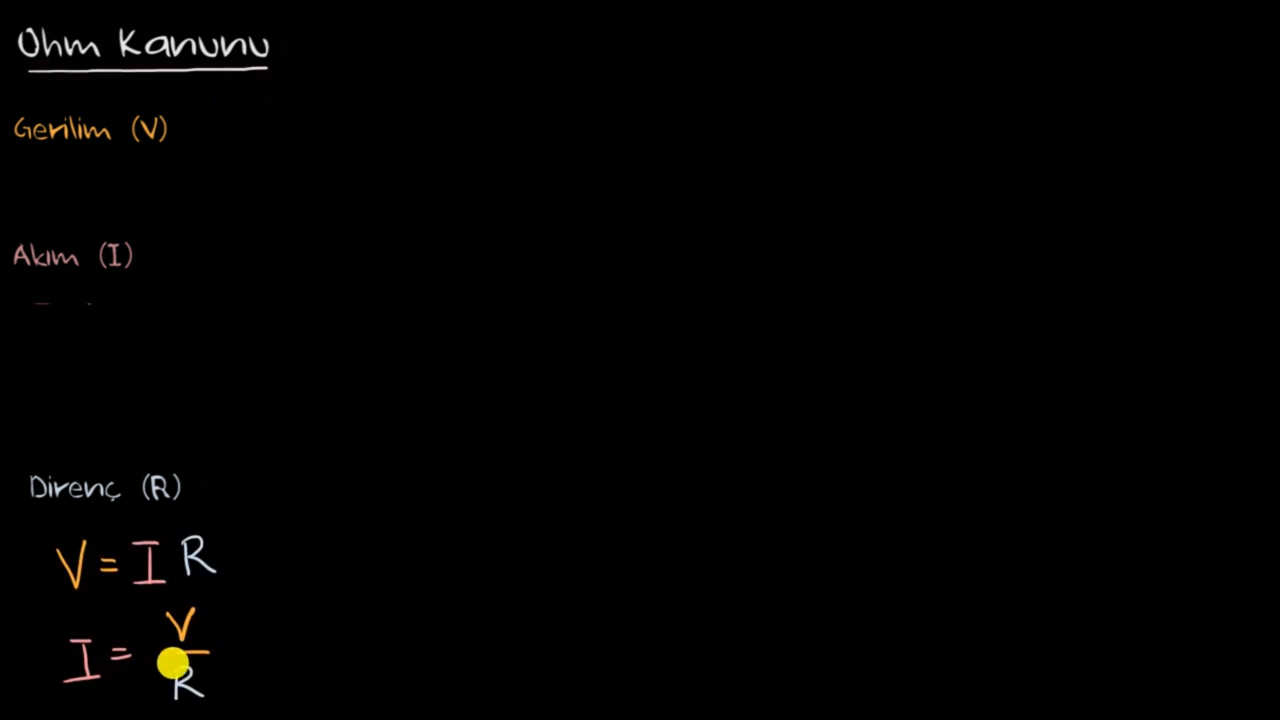 Ohm Kanunu
Gerilim (V)
Akım (I)
Direnç (R)
V = I R
I = V
R